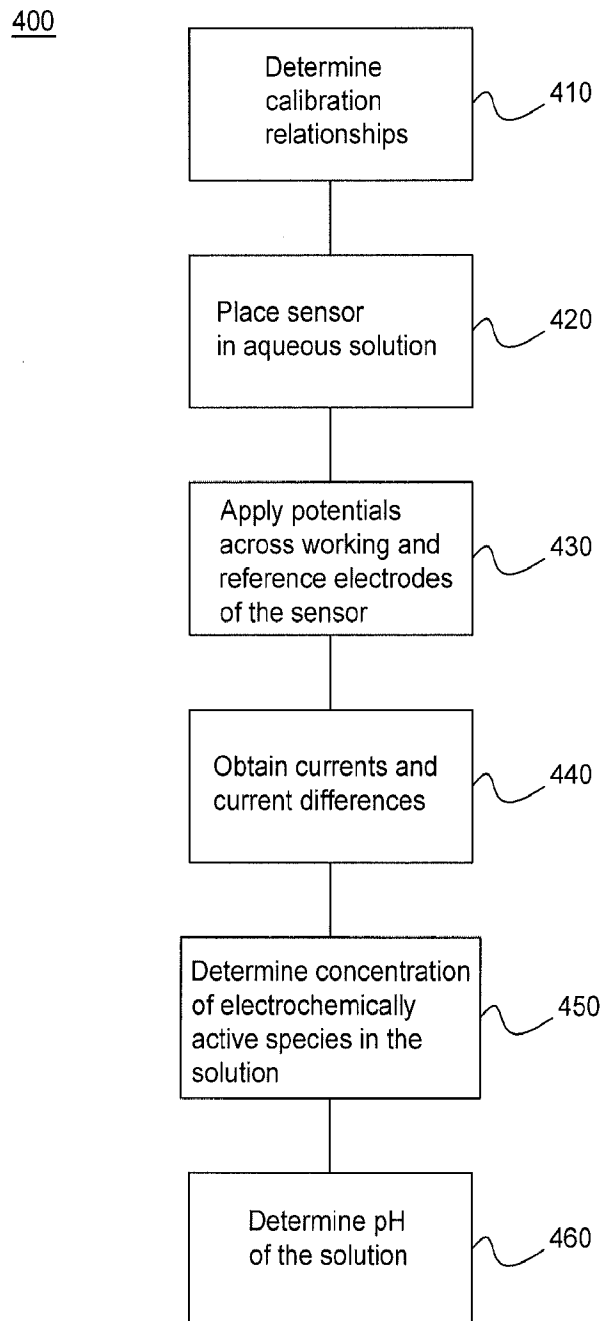 400
Determine
calibration
relationships
410
Place sensor
in aqueous solution
420
Apply potentials
across working and
reference electrodes
of the sensor
430
Obtain currents and
current differences
440
Determine concentration
of electrochemically
active species in the
solution
450
Determine pH
of the solution
460